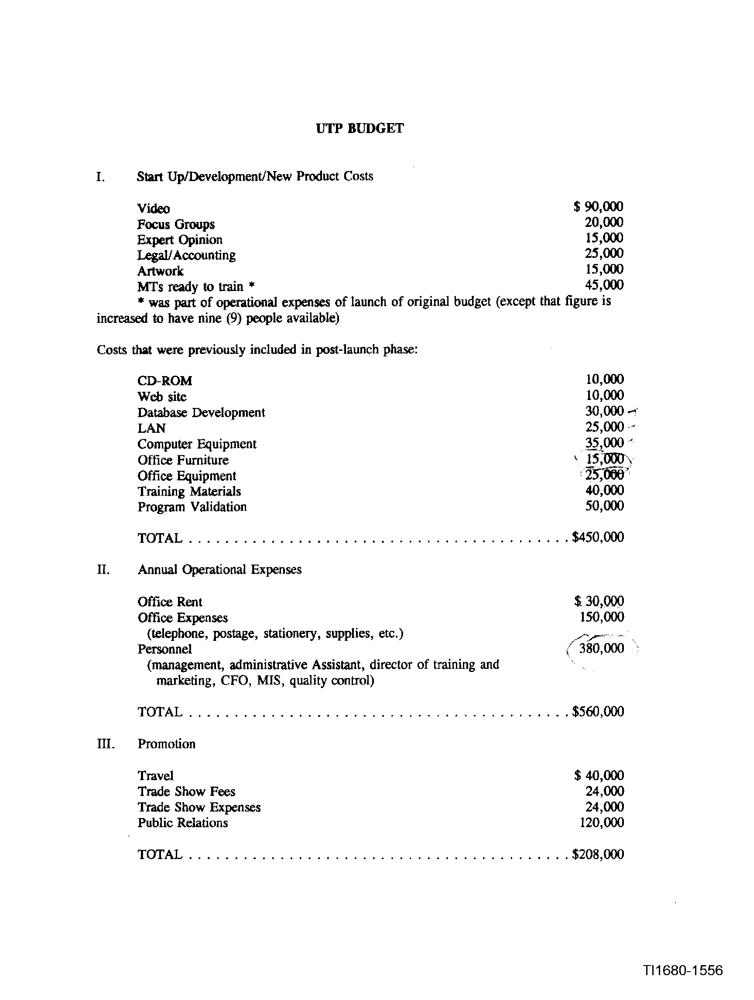 UTP BUDGET
I. Start Up/Development/New Product Costs
Video $ 90,000
Focus Groups 20,000
Expert Opinion 15,000
Legal/Accounting 25,000
Artwork 15,000
MTs ready to train * 45,000
* was part of operational expenses of launch of original budget (except that figure is
increased to have nine (9) people available)
Costs that were previously included in post-launch phase:
CD-ROM 10,000
Web site 10,000
Database Development 30,000
LAN 25,000
Computer Equipment 35,000
Office Furniture 15,000
Office Equipment 25,000
Training Materials 40,000
Program Validation 50,000
TOTAL . . . . . . . . . . . . . . . . . . . . . . . . . . . . . . . . . . . . . . . . . . $450,000
II. Annual Operational Expenses
Office Rent $ 30,000
Office Expenses 150,000
(telephone, postage, stationery, supplies, etc.)
Personnel 380,000
(management, administrative Assistant, director of training and
marketing, CFO, MIS, quality control)
TOTAL . . . . . . . . . . . . . . . . . . . . . . . . . . . . . . . . . . . . . . . . . . $560,000
III. Promotion
Travel $ 40,000
Trade Show Fees 24,000
Trade Show Expenses 24,000
Public Relations 120,000
TOTAL . . . . . . . . . . . . . . . . . . . . . . . . . . . . . . . . . . . . . . . . . . $208,000
TI1680-1556